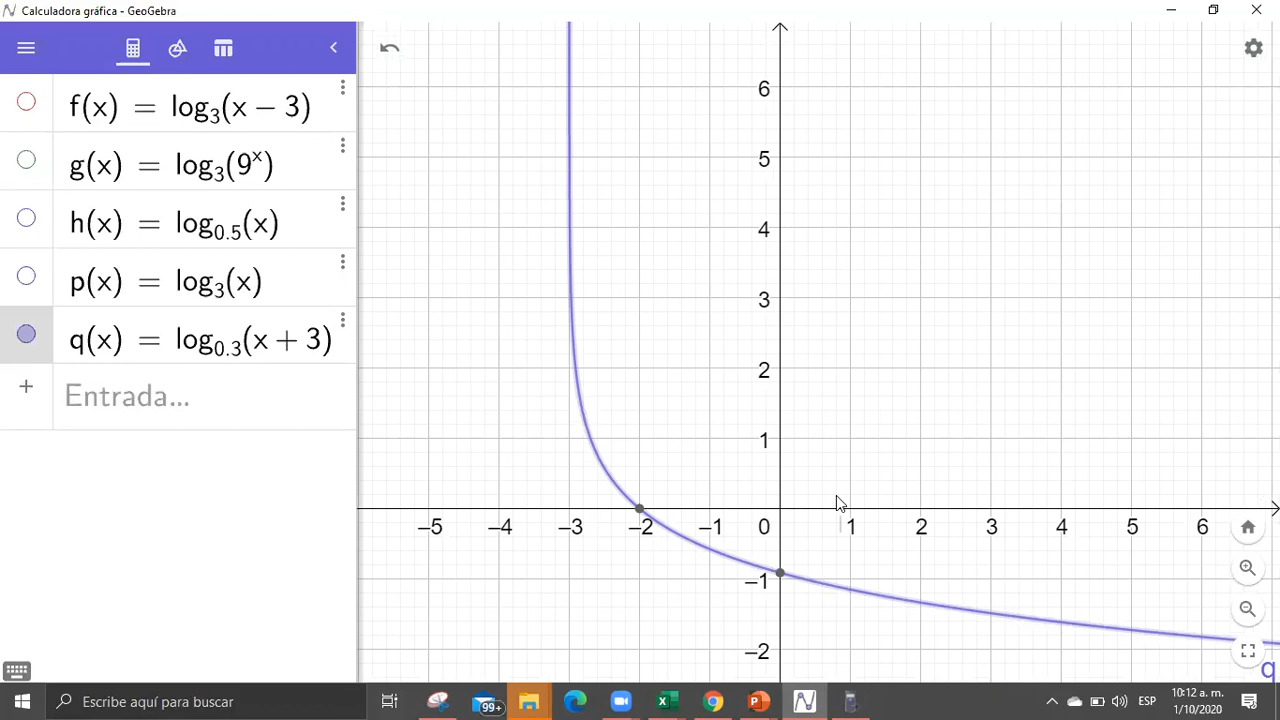 Calculadora gráfica - GeoGebra
f(x) = log₃(x − 3)
g(x) = log₃(9ˣ)
h(x) = log₀.₅(x)
p(x) = log₃(x)
q(x) = log₀.₃(x + 3)
+ Entrada...
6
5
4
3
2
1
–5 –4 –3 –2 –1 0 1 2 3 4 5 6
–1
–2
q
Escribe aquí para buscar
99+
ESP
10:12 a. m.
1/10/2020